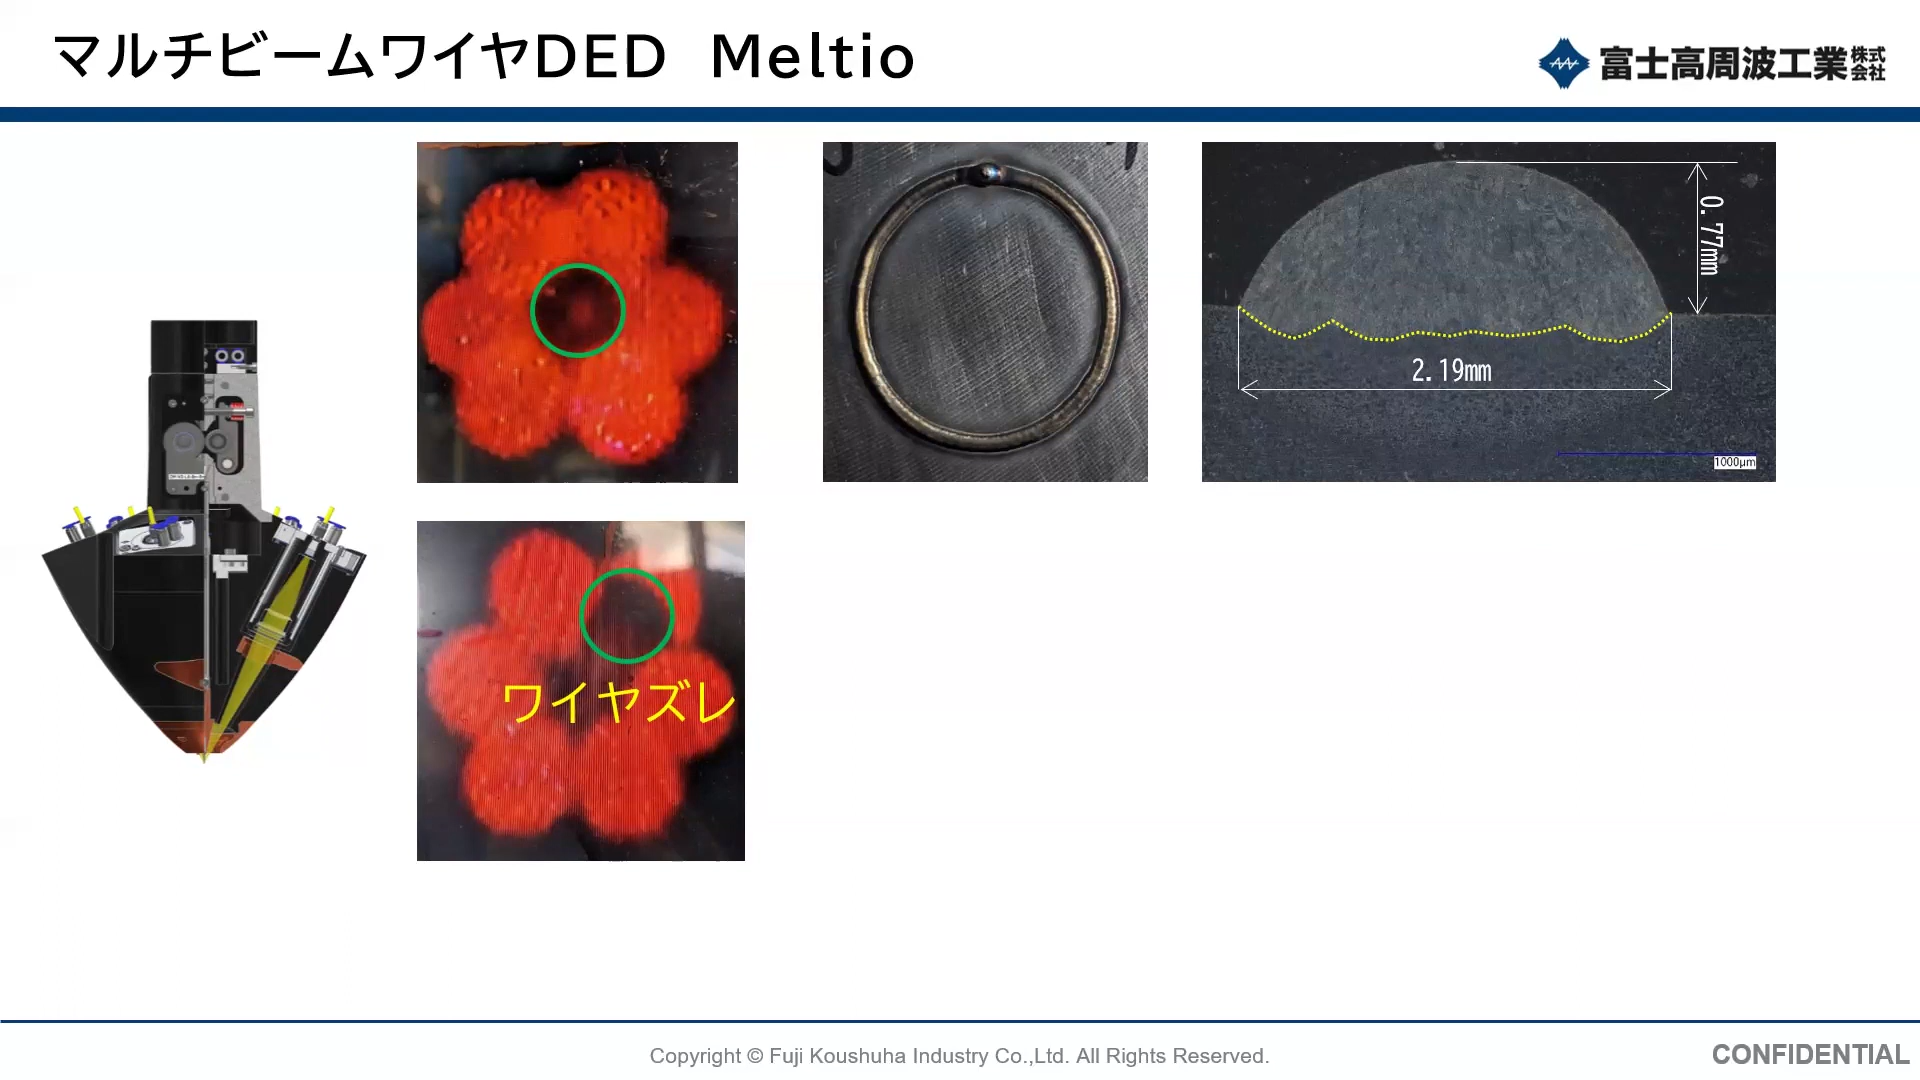 マルチビームワイヤDED　Meltio
富士高周波工業株式会社
0.77mm
2.19mm
1000μm
ワイヤズレ
Copyright © Fuji Koushuha Industry Co.,Ltd. All Rights Reserved.
CONFIDENTIAL